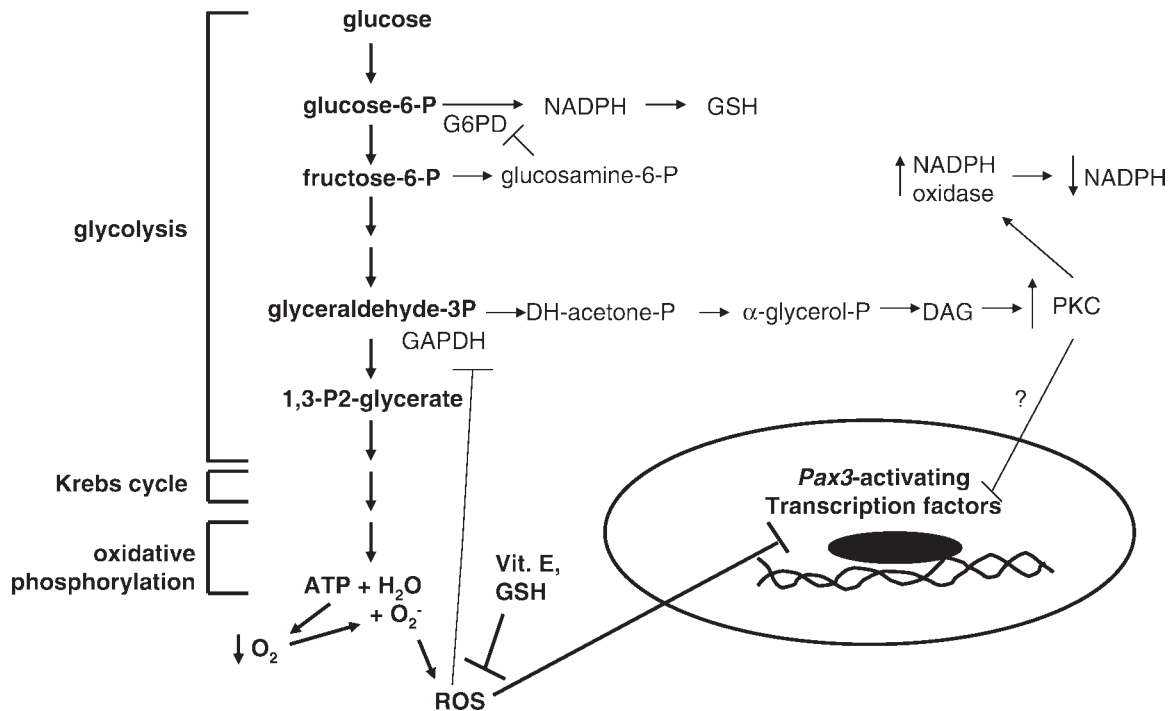 glucose
glucose-6-P
NADPH
GSH
G6PD
fructose-6-P
glucosamine-6-P
NADPH
oxidase
NADPH
glycolysis
glyceraldehyde-3P
DH-acetone-P
α-glycerol-P
DAG
PKC
GAPDH
1,3-P2-glycerate
?
Krebs cycle
Pax3-activating
Transcription factors
oxidative
phosphorylation
ATP + H₂O
+ O₂⁻
Vit. E,
GSH
O₂
ROS